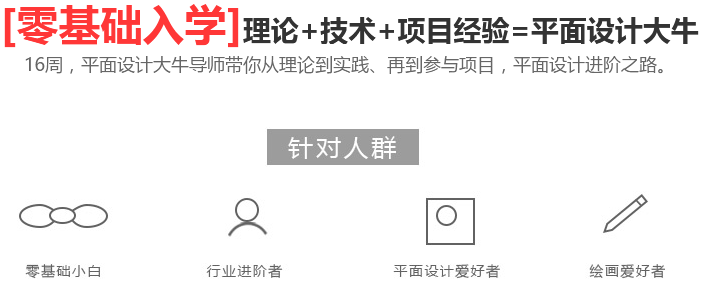 [零基础入学]理论+技术+项目经验=平面设计大牛
16周，平面设计大牛导师带你从理论到实践、再到参与项目，平面设计进阶之路。
针对人群
零基础小白 行业进阶者 平面设计爱好者 绘画爱好者